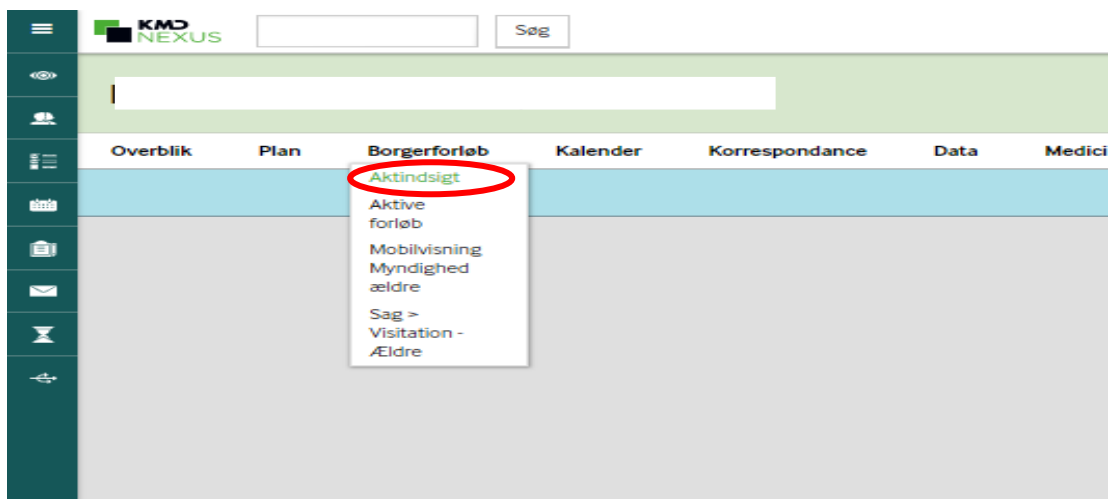 KMD
NEXUS
Søg
Overblik Plan Borgerforløb Kalender Korrespondance Data Medici
Aktindsigt
Aktive
forløb
Mobilvisning
Myndighed
ældre
Sag >
Visitation -
Ældre